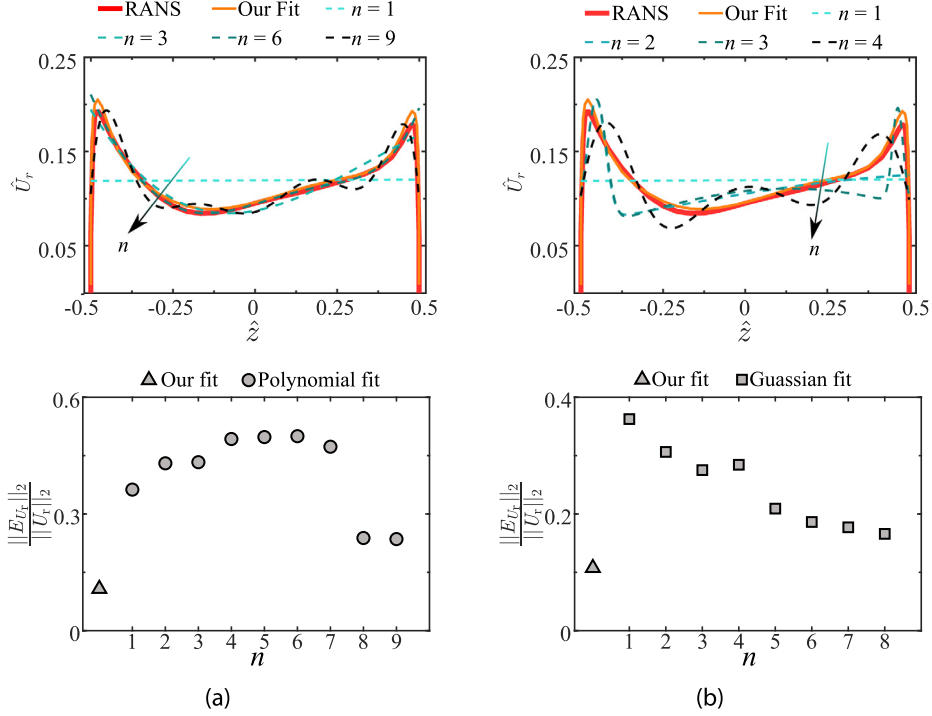 RANS Our Fit n = 1
n = 3 n = 6 n = 9
0.25
0.15
0.05
Û_r
n
-0.5 -0.25 0 0.25 0.5
ẑ
Our fit Polynomial fit
0.6
0.3
0
||E_{U_r}||_2
||U_r||_2
1 2 3 4 5 6 7 8 9
n
(a)
RANS Our Fit n = 1
n = 2 n = 3 n = 4
0.25
0.15
0.05
Û_r
n
-0.5 -0.25 0 0.25 0.5
ẑ
Our fit Guassian fit
0.4
0.2
0
||E_{U_r}||_2
||U_r||_2
1 2 3 4 5 6 7 8
n
(b)